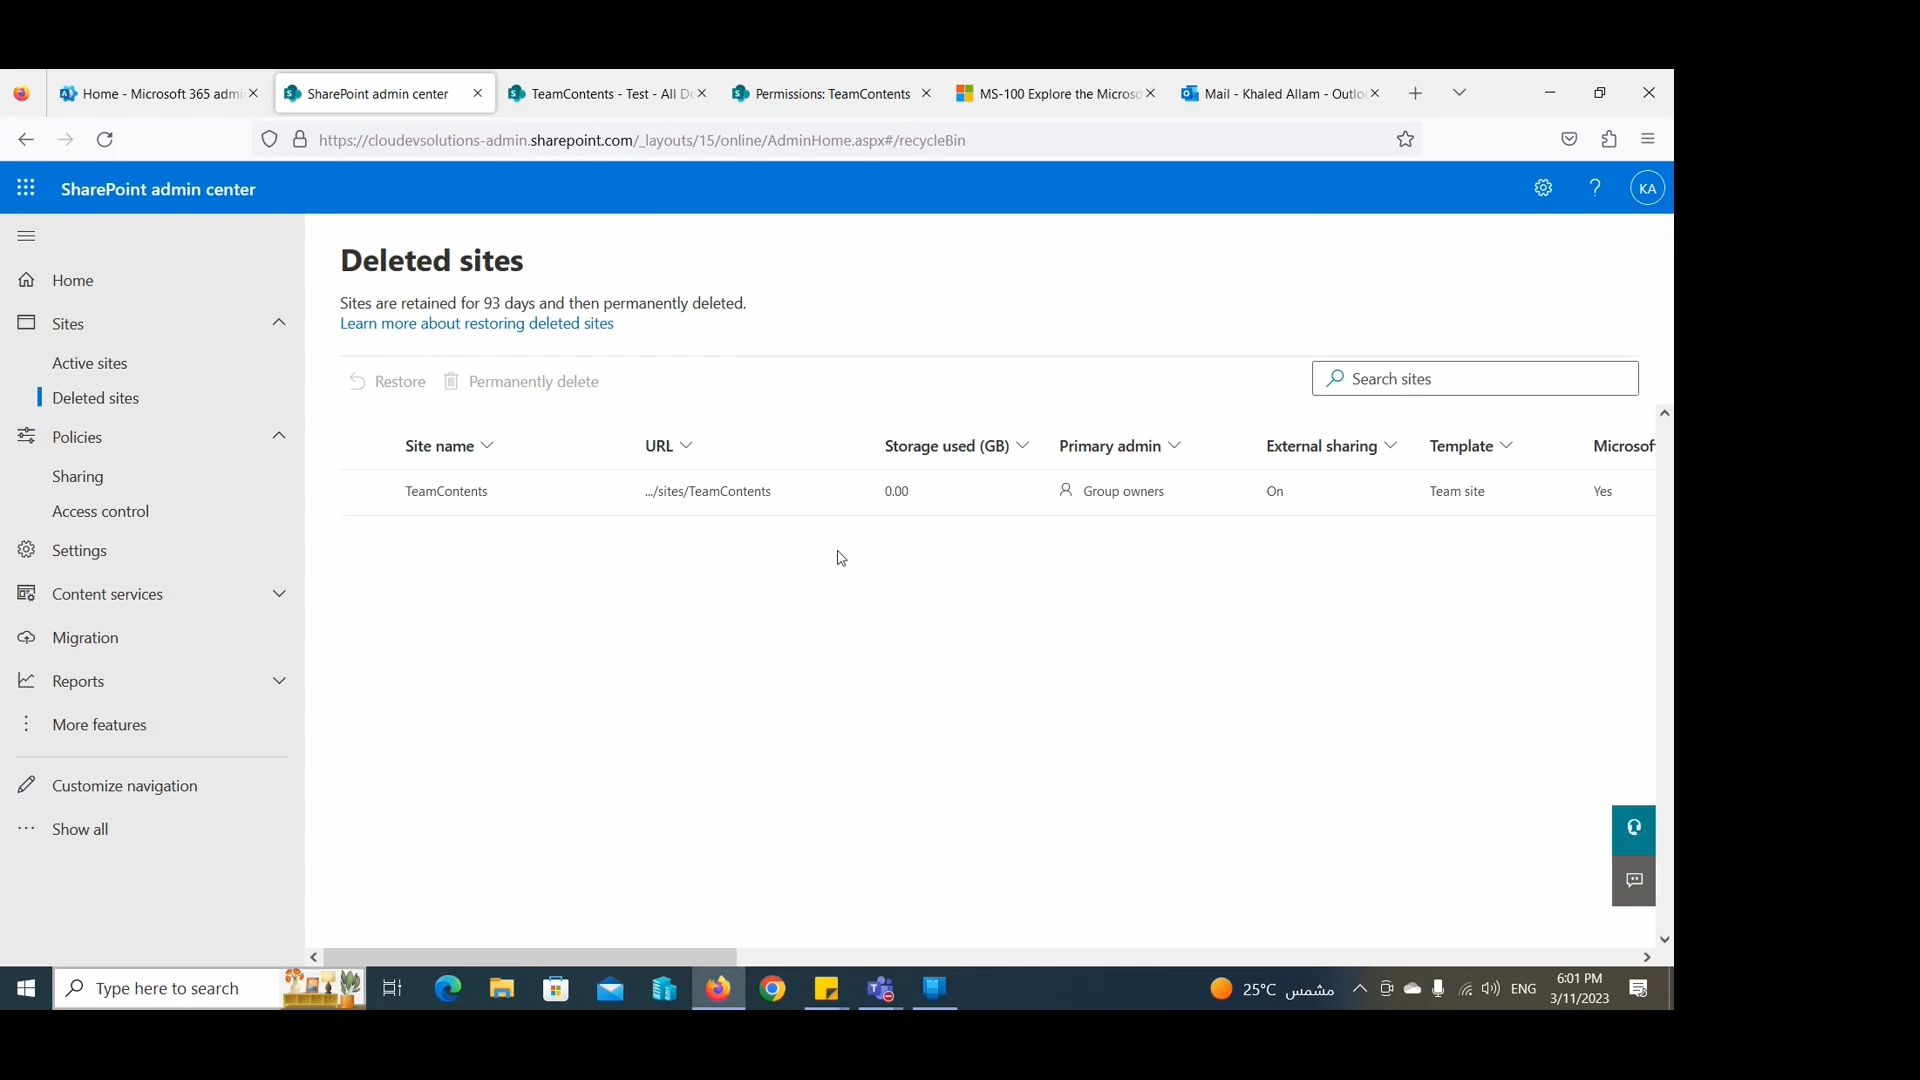 Home - Microsoft 365 admi
SharePoint admin center
TeamContents - Test - All Do
Permissions: TeamContents
MS-100 Explore the Microso
Mail - Khaled Allam - Outloo
https://cloudevsolutions-admin.sharepoint.com/_layouts/15/online/AdminHome.aspx#/recycleBin
SharePoint admin center
KA
Home
Sites
Active sites
Deleted sites
Policies
Sharing
Access control
Settings
Content services
Migration
Reports
More features
Customize navigation
Show all
Deleted sites
Sites are retained for 93 days and then permanently deleted.
Learn more about restoring deleted sites
Restore
Permanently delete
Search sites
Site name URL Storage used (GB) Primary admin External sharing Template Microsof
TeamContents .../sites/TeamContents 0.00 Group owners On Team site Yes
Type here to search
25°C مشمس
ENG
6:01 PM
3/11/2023